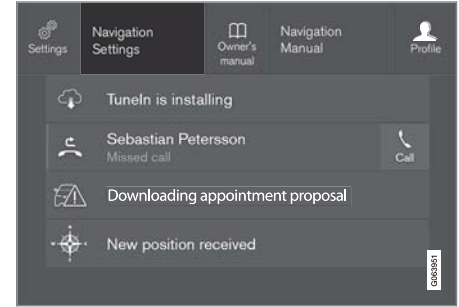 Settings
Navigation
Settings
Owner's
manual
Navigation
Manual
Profile
TuneIn is installing
Sebastian Petersson
Missed call
Call
Downloading appointment proposal
New position received
G063951